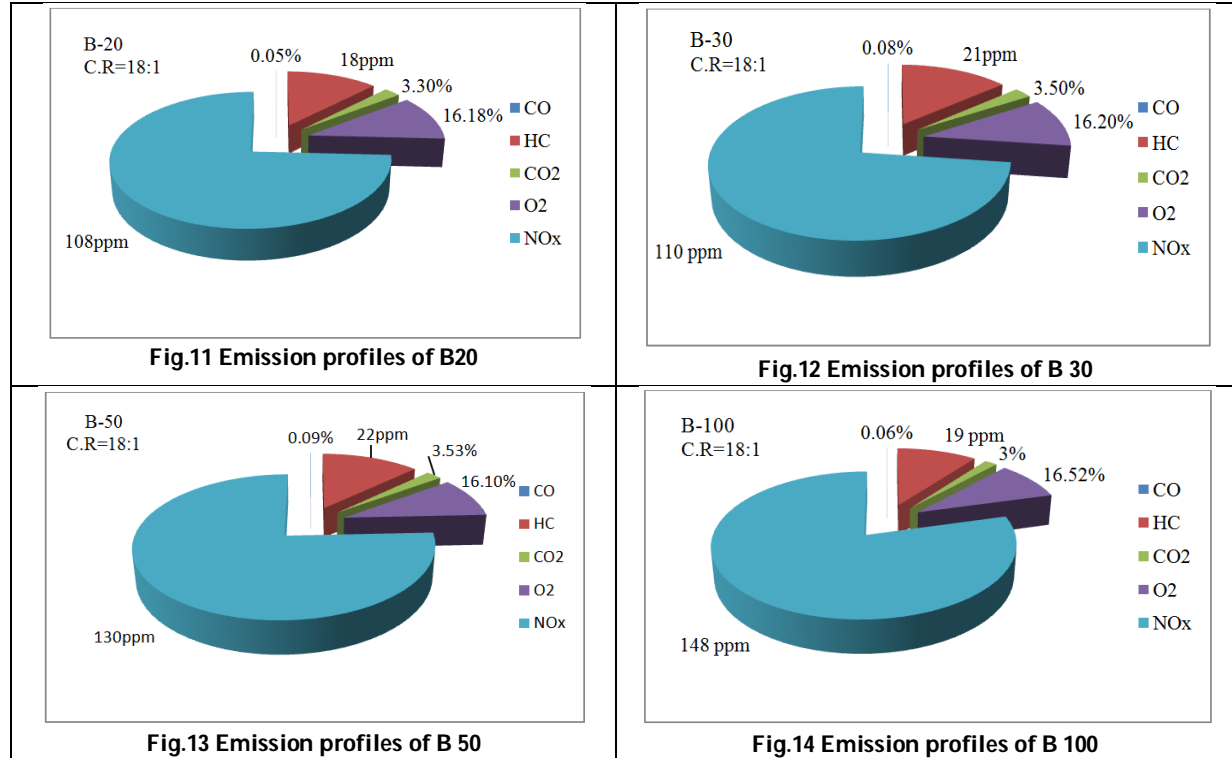 B-20
C.R=18:1
0.05%
18ppm
3.30%
16.18%
108ppm
CO
HC
CO2
O2
NOx
Fig.11 Emission profiles of B20
B-30
C.R=18:1
0.08%
21ppm
3.50%
16.20%
110 ppm
CO
HC
CO2
O2
NOx
Fig.12 Emission profiles of B 30
B-50
C.R=18:1
0.09%
22ppm
3.53%
16.10%
130ppm
CO
HC
CO2
O2
NOx
Fig.13 Emission profiles of B 50
B-100
C.R=18:1
0.06%
19 ppm
3%
16.52%
148 ppm
CO
HC
CO2
O2
NOx
Fig.14 Emission profiles of B 100